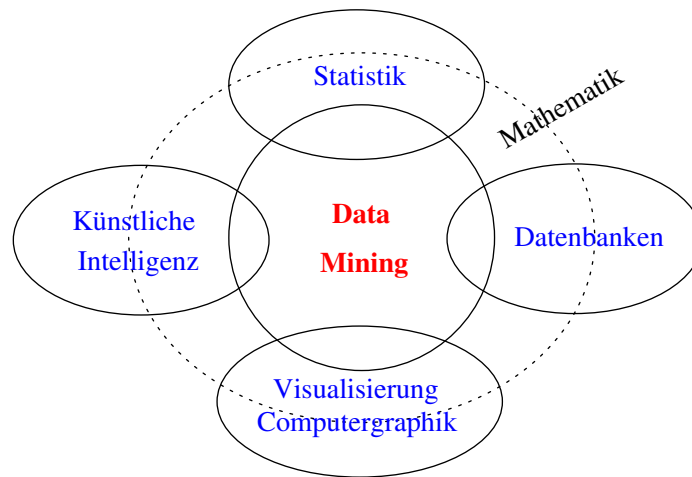 Statistik
Mathematik
Künstliche
Intelligenz
Data
Mining
Datenbanken
Visualisierung
Computergraphik